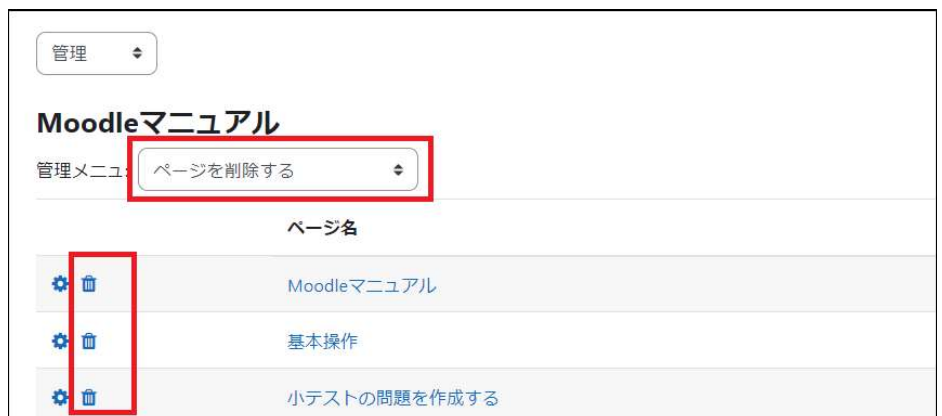 管理
Moodleマニュアル
管理メニュー ページを削除する
ページ名
Moodleマニュアル
基本操作
小テストの問題を作成する